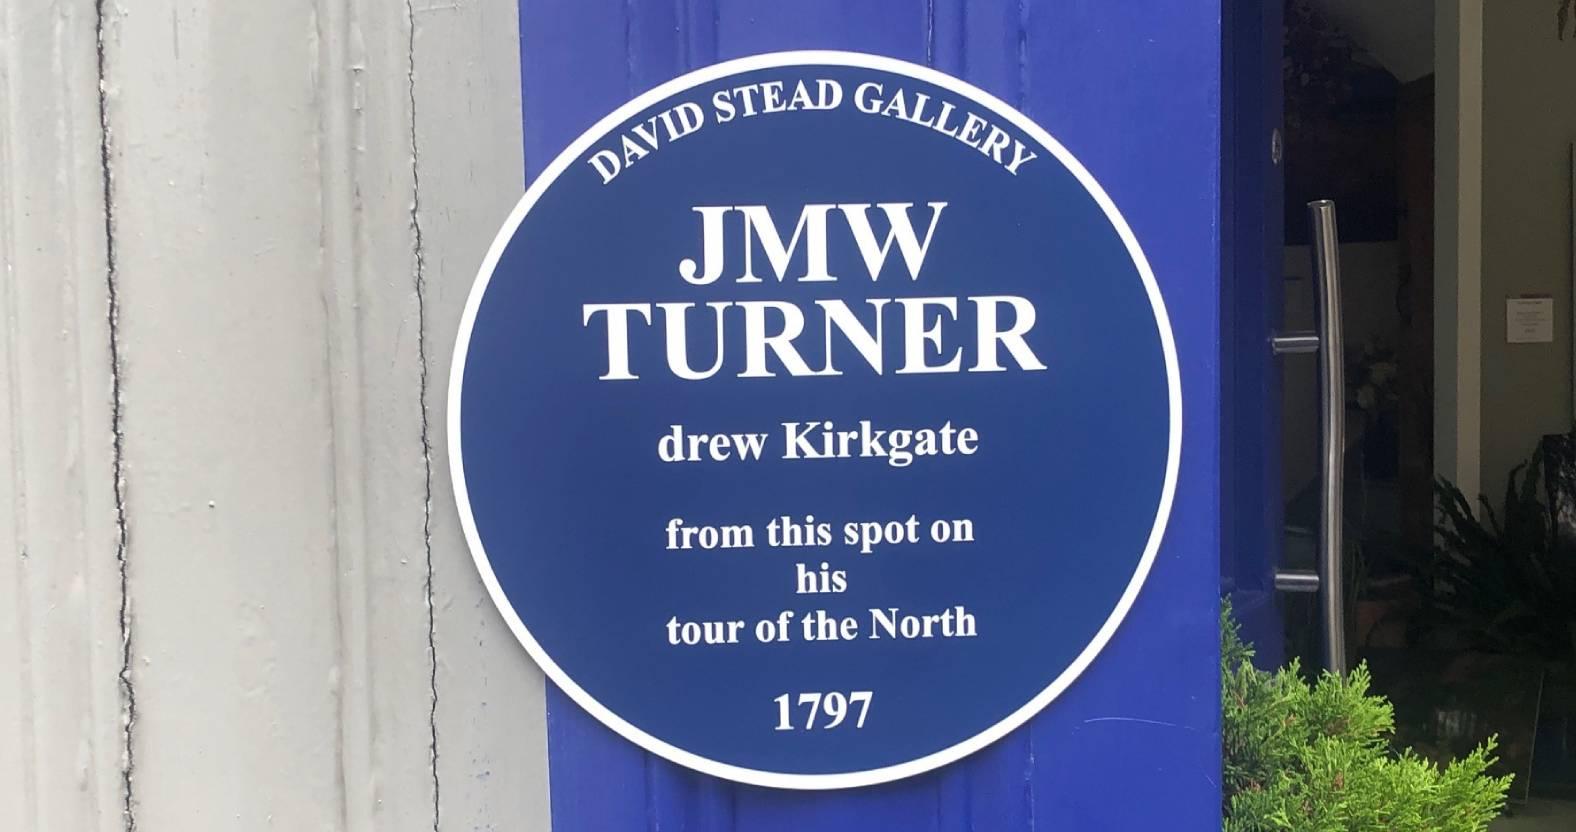 DAVID STEAD GALLERY
JMW
TURNER
drew Kirkgate
from this spot on
his
tour of the North
1797